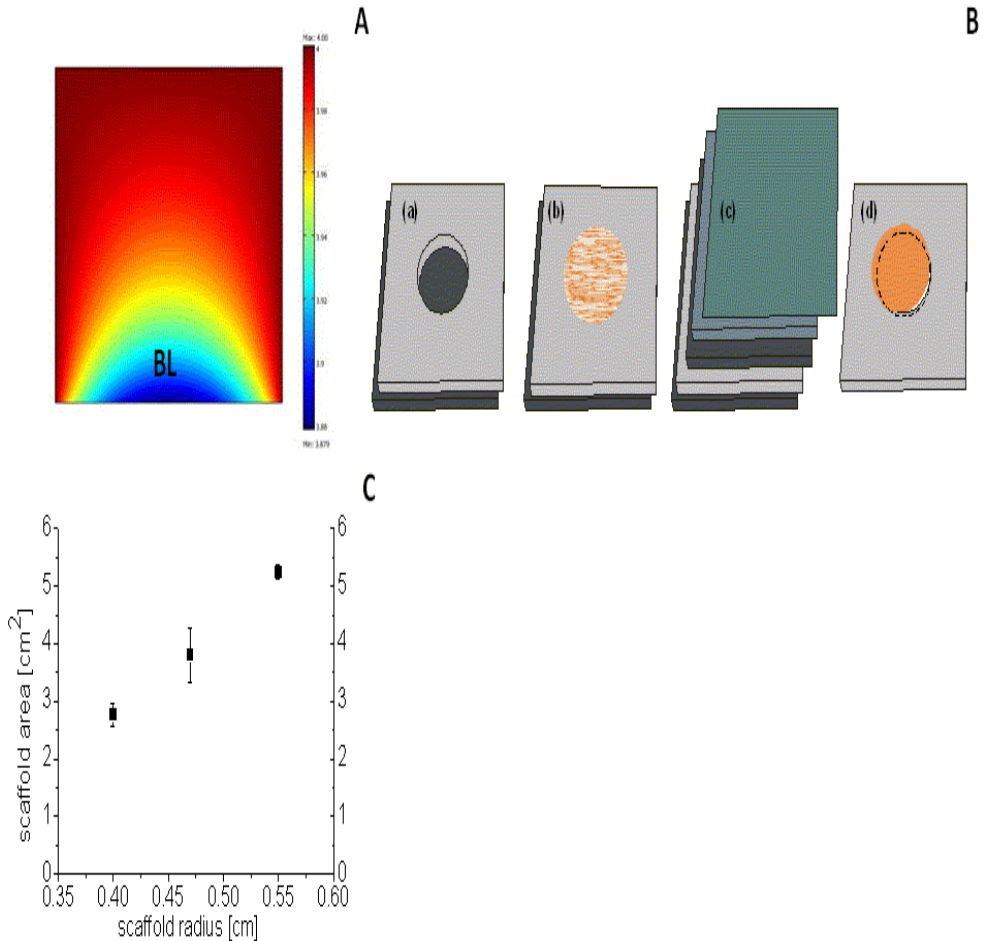 A
B
Max: 4.00
4
3.98
3.96
3.94
3.92
3.9
3.88
Min: 3.879
BL
(a)
(b)
(c)
(d)
C
scaffold area [cm²]
6
5
4
3
2
1
0
6
5
4
3
2
1
0
0.35 0.40 0.45 0.50 0.55 0.60
scaffold radius [cm]